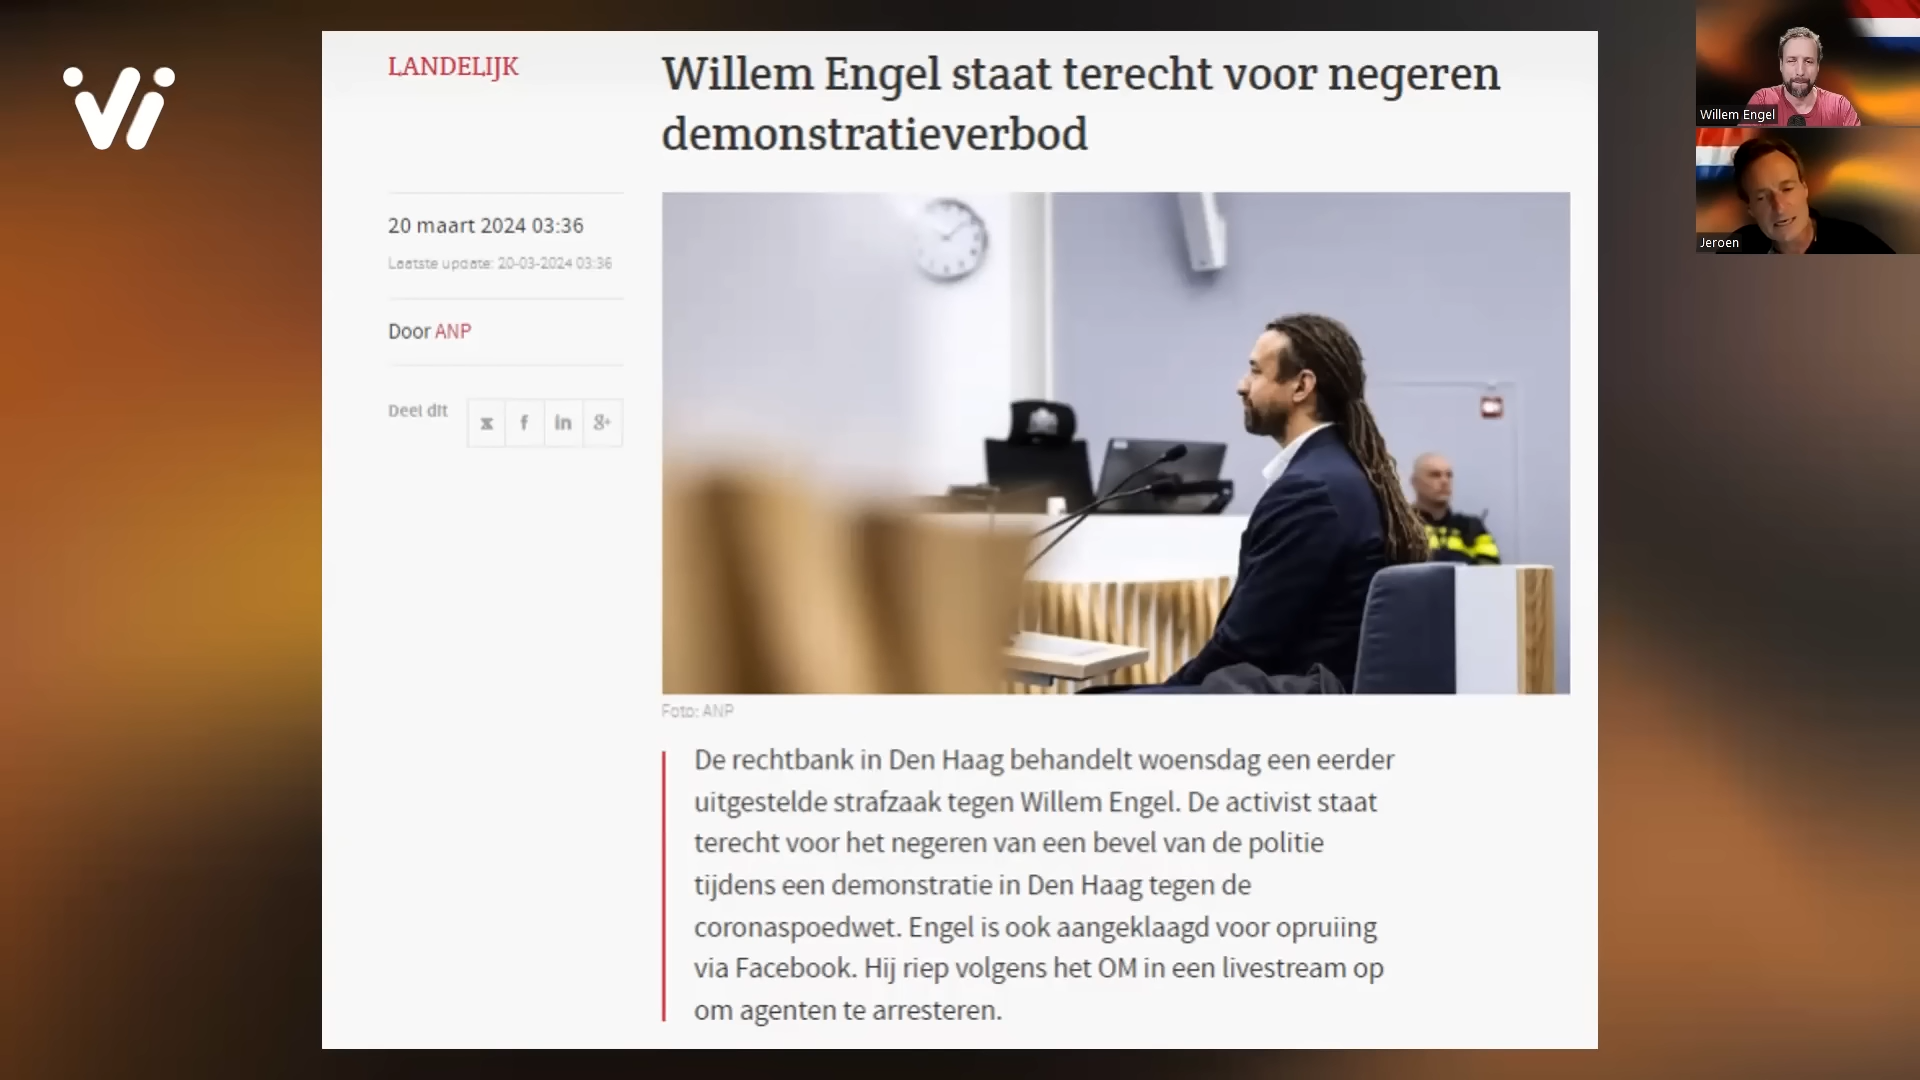 LANDELIJK
Willem Engel staat terecht voor negeren
demonstratieverbod
20 maart 2024 03:36
Laatste update: 20-03-2024 03:36
Door ANP
Deel dit
f
in
g+
Foto: ANP
De rechtbank in Den Haag behandelt woensdag een eerder
uitgestelde strafzaak tegen Willem Engel. De activist staat
terecht voor het negeren van een bevel van de politie
tijdens een demonstratie in Den Haag tegen de
coronaspoedwet. Engel is ook aangeklaagd voor opruiing
via Facebook. Hij riep volgens het OM in een livestream op
om agenten te arresteren.
Willem Engel
Jeroen